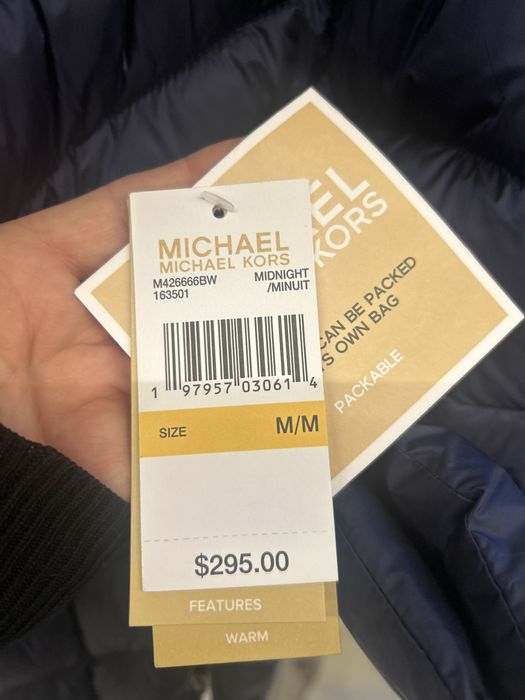 MICHAEL
MICHAEL KORS
M426666BW MIDNIGHT
163501 /MINUIT
1 97957 03061 4
SIZE M/M
$295.00
FEATURES
WARM
KORS
CAN BE PACKED
OWN BAG
PACKABLE